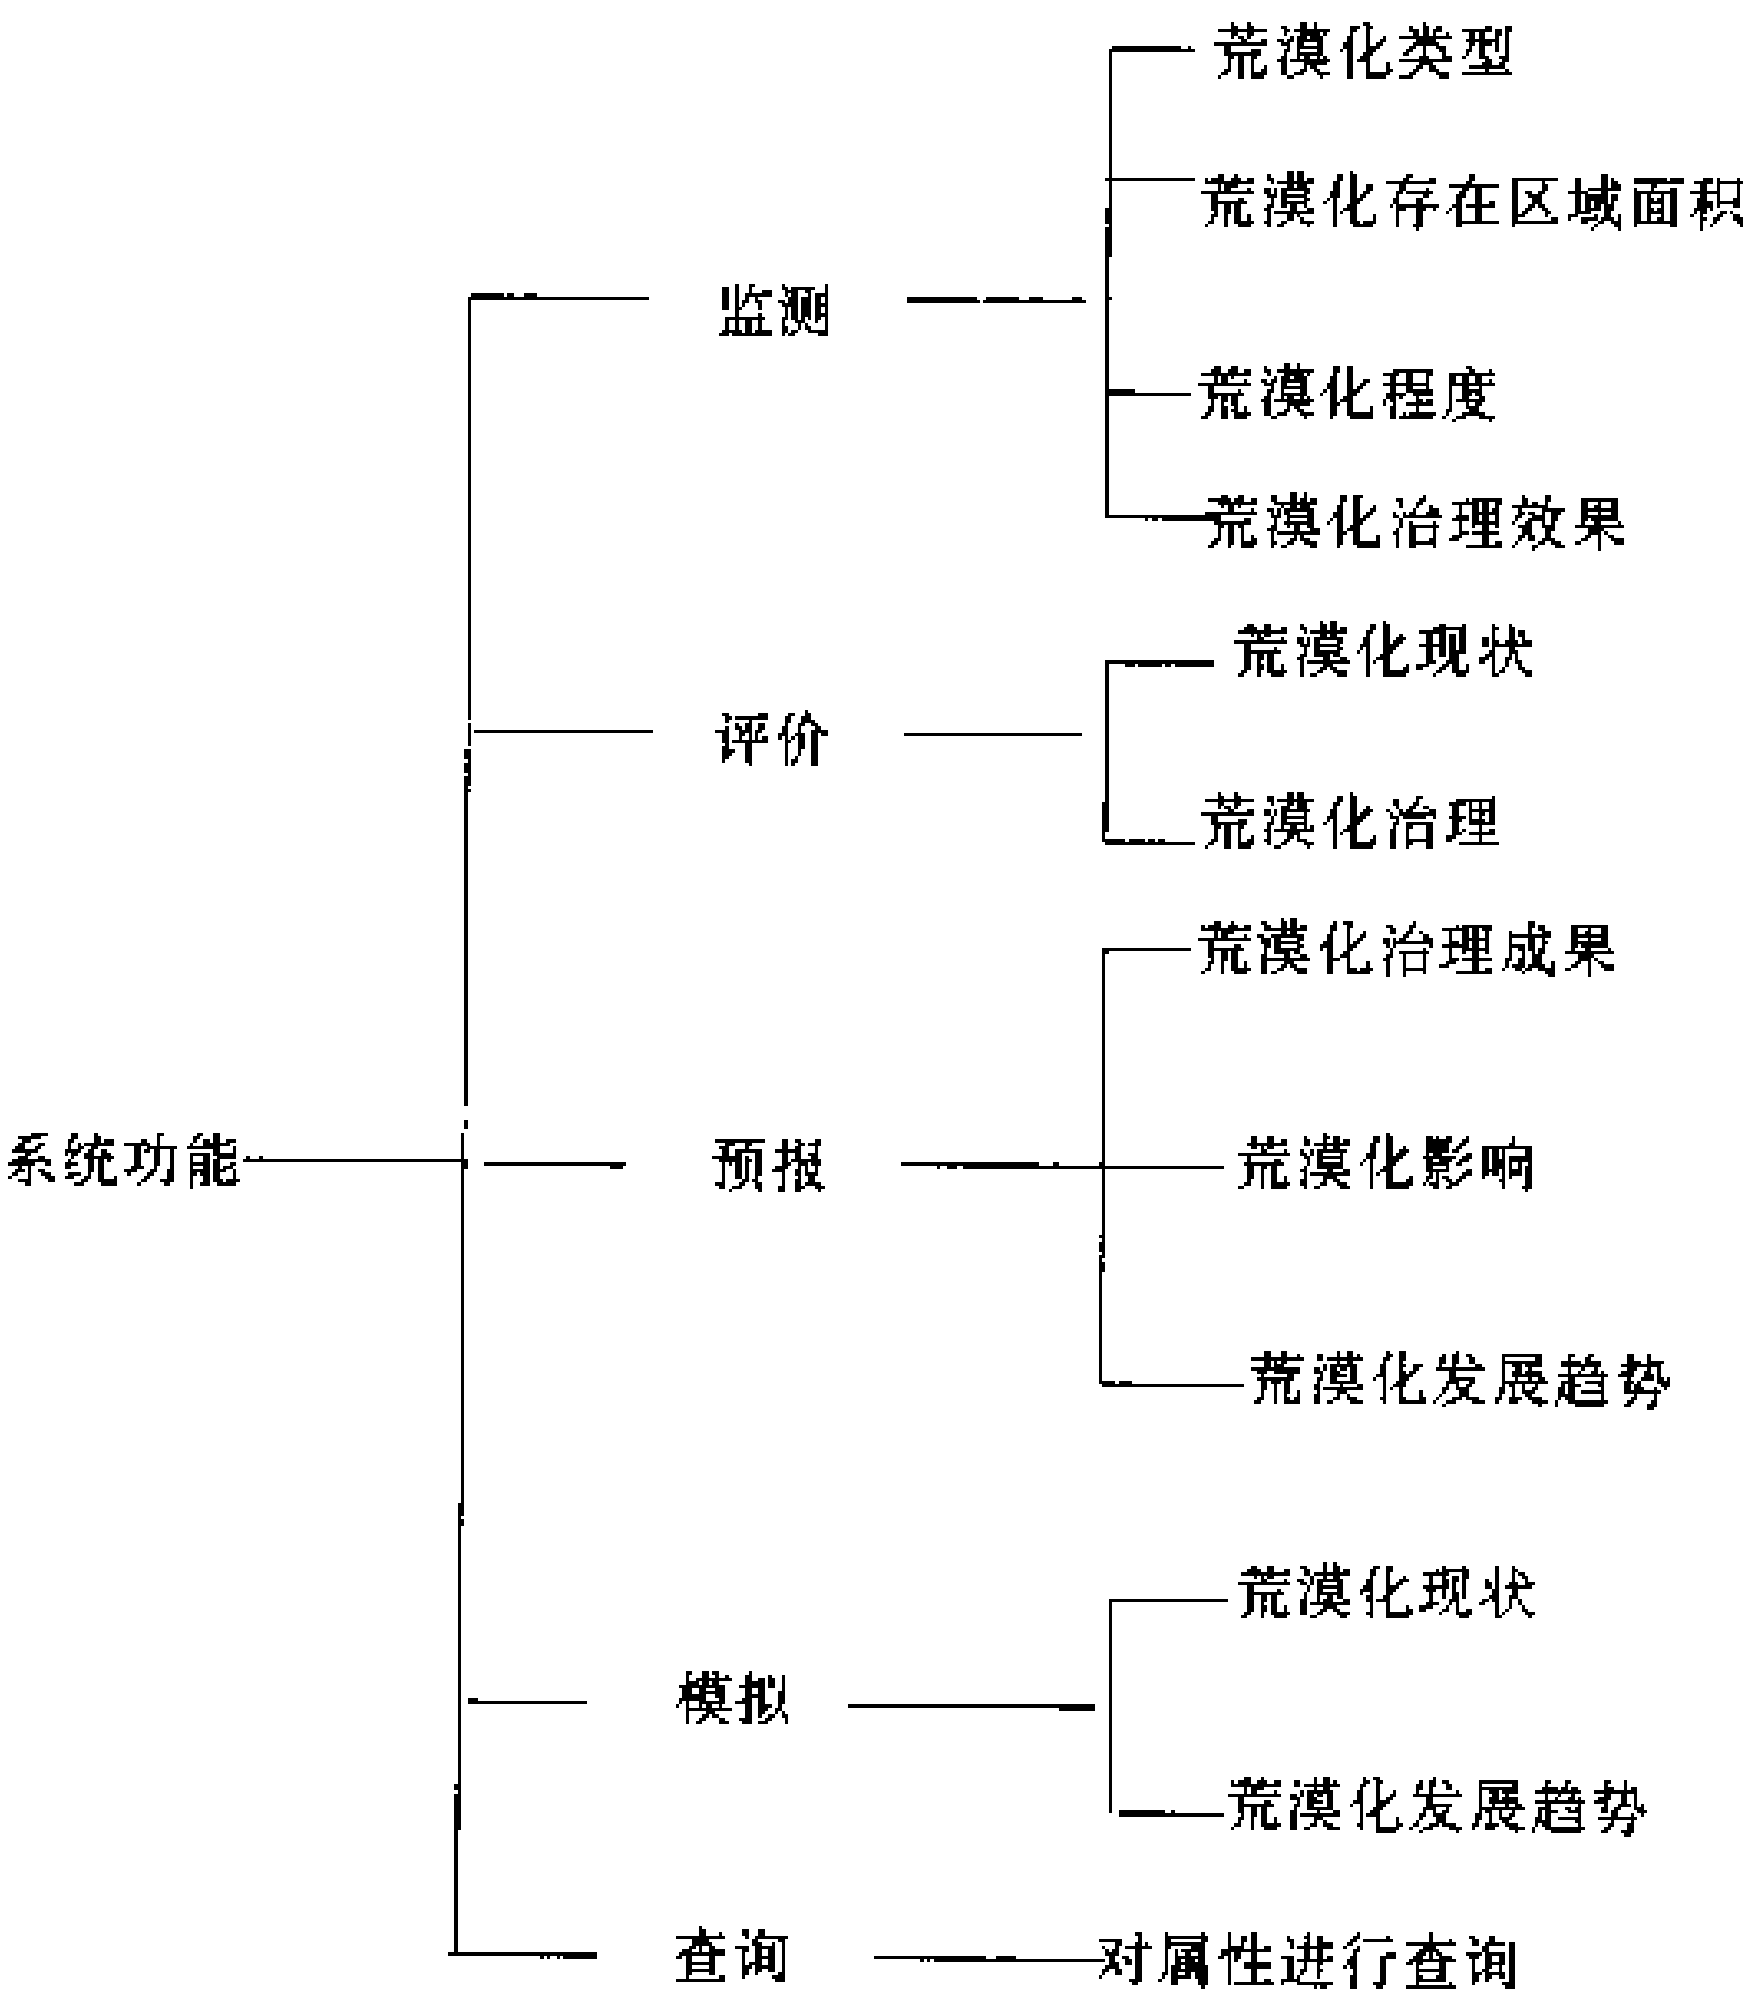 荒漠化类型
荒漠化存在区域面积
监测
荒漠化程度
荒漠化治理效果
荒漠化现状
评价
荒漠化治理
荒漠化治理成果
系统功能
预报
荒漠化影响
荒漠化发展趋势
荒漠化现状
模拟
荒漠化发展趋势
查询
对属性进行查询